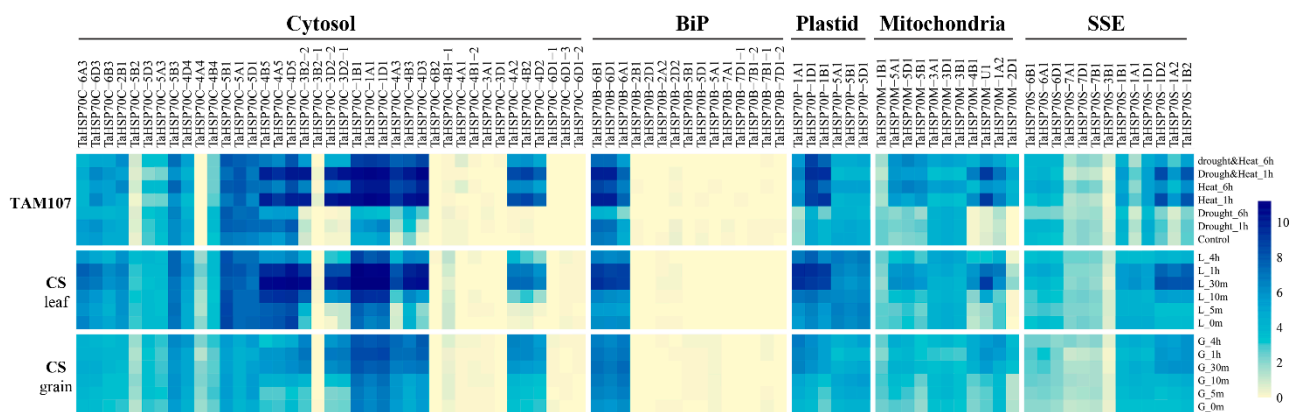 Cytosol
BiP
Plastid
Mitochondria
SSE
TaHSP70C−6A3
TaHSP70C−6D3
TaHSP70C−6B3
TaHSP70C−2B1
TaHSP70C−5B2
TaHSP70C−5D3
TaHSP70C−5A3
TaHSP70C−5B3
TaHSP70C−4D4
TaHSP70C−4A4
TaHSP70C−4B4
TaHSP70C−5B1
TaHSP70C−5A1
TaHSP70C−5D1
TaHSP70C−4B5
TaHSP70C−4A5
TaHSP70C−4D5
TaHSP70C−3B2−2
TaHSP70C−3B2−1
TaHSP70C−3D2−2
TaHSP70C−3D2−1
TaHSP70C−1B1
TaHSP70C−1A1
TaHSP70C−1D1
TaHSP70C−4A3
TaHSP70C−4B3
TaHSP70C−4D3
TaHSP70C−6B2
TaHSP70C−4B1−1
TaHSP70C−4A1
TaHSP70C−4B1−2
TaHSP70C−3A1
TaHSP70C−3D1
TaHSP70C−4A2
TaHSP70C−4B2
TaHSP70C−4D2
TaHSP70C−6D1−1
TaHSP70C−6D1−3
TaHSP70C−6D1−2
TaHSP70B−6B1
TaHSP70B−6D1
TaHSP70B−6A1
TaHSP70B−2B1
TaHSP70B−2D1
TaHSP70B−2A2
TaHSP70B−2D2
TaHSP70B−5B1
TaHSP70B−5D1
TaHSP70B−5A1
TaHSP70B−7A1
TaHSP70B−7D1−1
TaHSP70B−7B1−2
TaHSP70B−7B1−1
TaHSP70B−7D1−2
TaHSP70P−1A1
TaHSP70P−1D1
TaHSP70P−1B1
TaHSP70P−5A1
TaHSP70P−5B1
TaHSP70P−5D1
TaHSP70M−1B1
TaHSP70M−5A1
TaHSP70M−5D1
TaHSP70M−5B1
TaHSP70M−3A1
TaHSP70M−3D1
TaHSP70M−3B1
TaHSP70M−4B1
TaHSP70M−U1
TaHSP70M−1A2
TaHSP70M−2D1
TaHSP70S−6B1
TaHSP70S−6A1
TaHSP70S−6D1
TaHSP70S−7A1
TaHSP70S−7D1
TaHSP70S−7B1
TaHSP70S−3B1
TaHSP70S−1B1
TaHSP70S−1A1
TaHSP70S−1D1
TaHSP70S−1D2
TaHSP70S−1A2
TaHSP70S−1B2
TAM107
drought&Heat_6h
Drough&Heat_1h
Heat_6h
Heat_1h
Drought_6h
Drought_1h
Control
CS
leaf
L_4h
L_1h
L_30m
L_10m
L_5m
L_0m
CS
grain
G_4h
G_1h
G_30m
G_10m
G_5m
G_0m
10
8
6
4
2
0